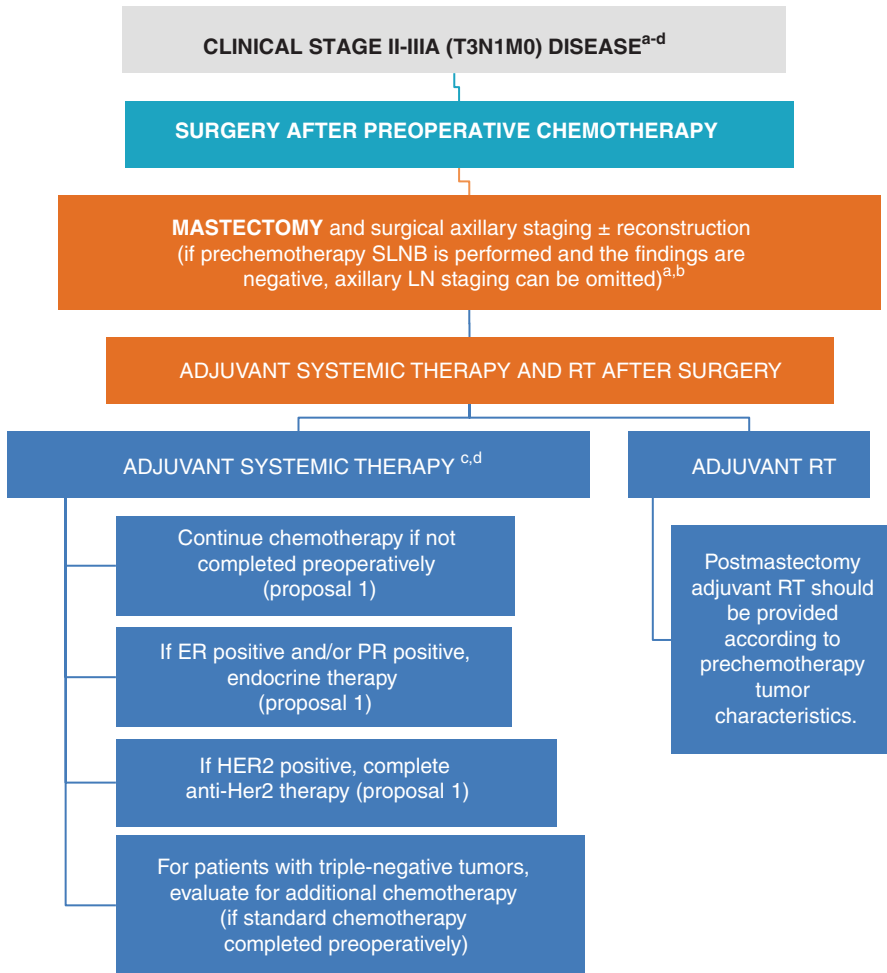 CLINICAL STAGE II-IIIA (T3N1M0) DISEASEa-d
SURGERY AFTER PREOPERATIVE CHEMOTHERAPY
MASTECTOMY and surgical axillary staging ± reconstruction
(if prechemotherapy SLNB is performed and the findings are
negative, axillary LN staging can be omitted)a,b
ADJUVANT SYSTEMIC THERAPY AND RT AFTER SURGERY
ADJUVANT SYSTEMIC THERAPY c,d
Continue chemotherapy if not
completed preoperatively
(proposal 1)
If ER positive and/or PR positive,
endocrine therapy
(proposal 1)
If HER2 positive, complete
anti-Her2 therapy (proposal 1)
For patients with triple-negative tumors,
evaluate for additional chemotherapy
(if standard chemotherapy
completed preoperatively)
ADJUVANT RT
Postmastectomy
adjuvant RT should
be provided
according to
prechemotherapy
tumor
characteristics.